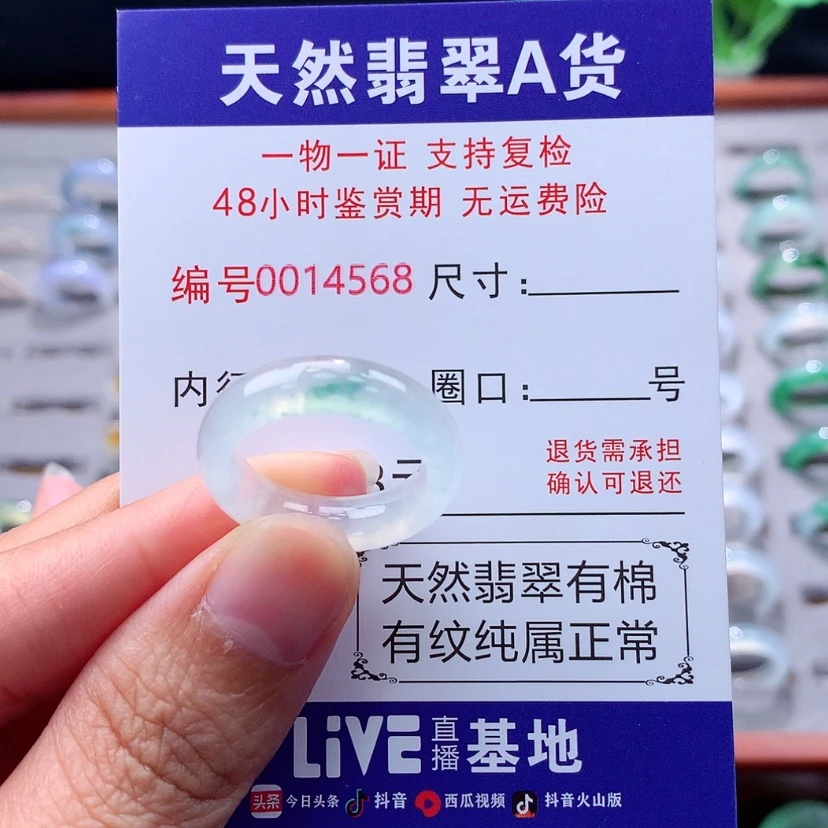 天然翡翠A货
一物一证 支持复检
48小时鉴赏期 无运费险
编号0014568 尺寸:
内 圈口: 号
退货需承担
确认可退还
天然翡翠有棉
有纹纯属正常
LiVE 直播 基地
头条 今日头条 抖音 西瓜视频 抖音火山版